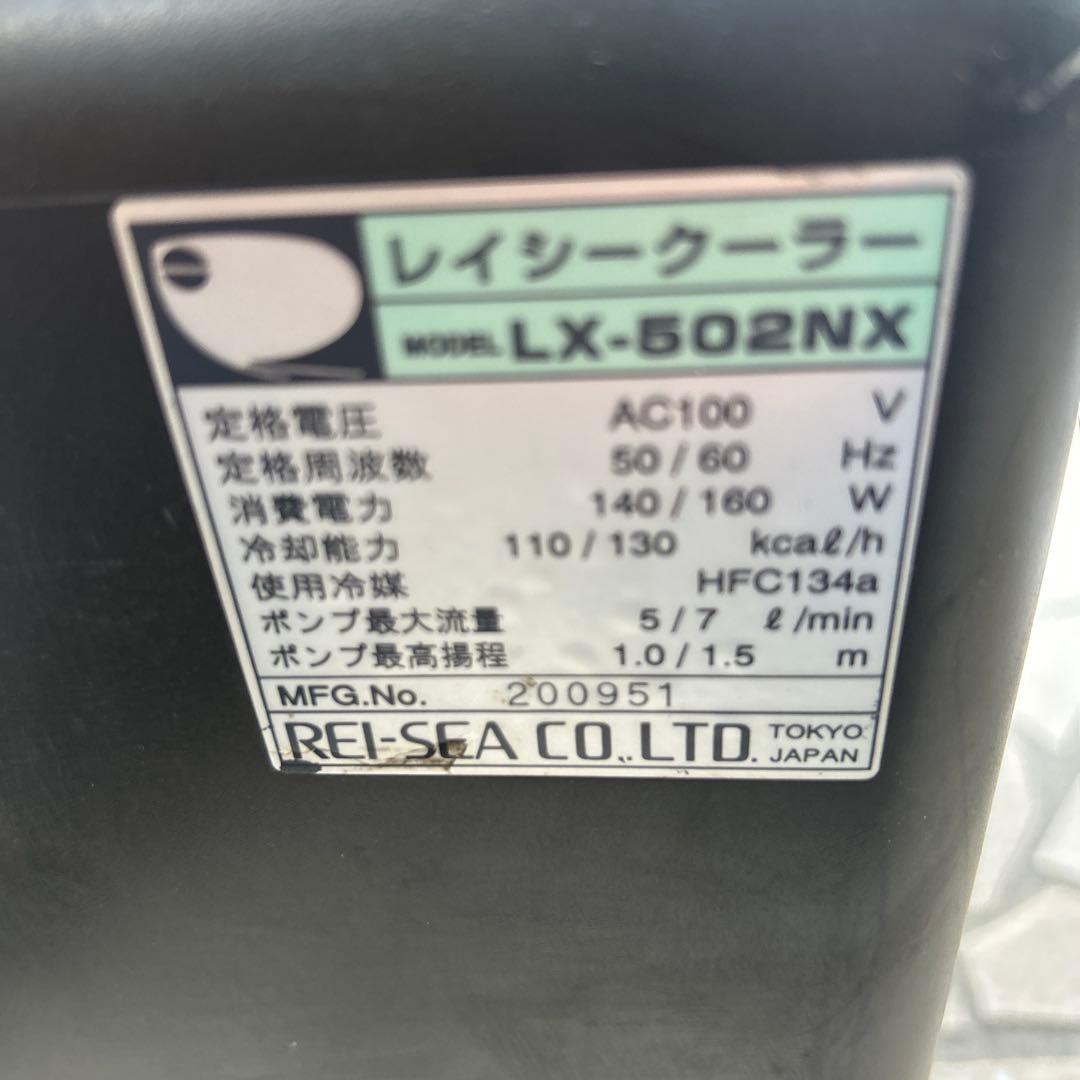 レイシークーラー
MODEL LX-502NX
定格電圧 AC100 V
定格周波数 50/60 Hz
消費電力 140/160 W
冷却能力 110/130 kcaℓ/h
使用冷媒 HFC134a
ポンプ最大流量 5/7 ℓ/min
ポンプ最高揚程 1.0/1.5 m
MFG.No. 200951
REI-SEA CO.,LTD. TOKYO JAPAN